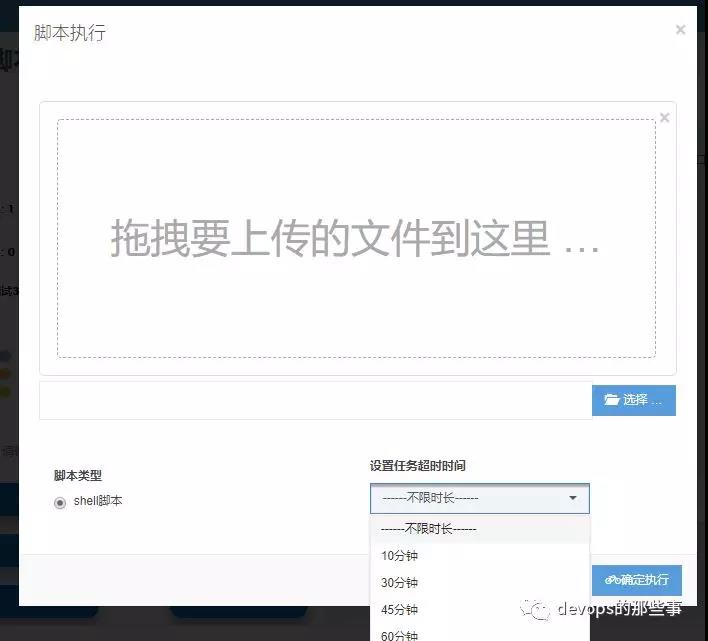 脚本执行
×
×
拖拽要上传的文件到这里 …
选择 ...
脚本类型
shell脚本
设置任务超时时间
------不限时长------
------不限时长------
10分钟
30分钟
45分钟
60分钟
确定执行
devops的那些事
: 1
: 0